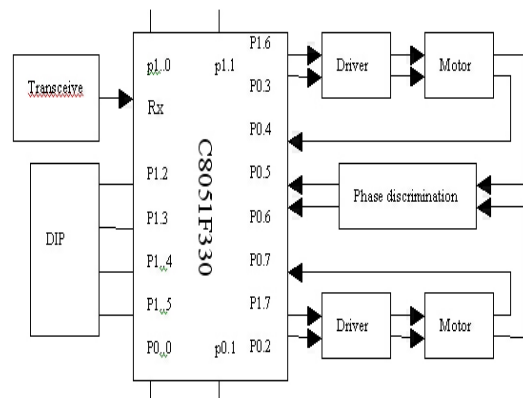 Transceive
DIP
p1..0
p1.1
Rx
P1.2
P1.3
P1..4
P1..5
P0..0
p0.1
C8051F330
P1.6
P0.3
P0.4
P0.5
P0.6
P0.7
P1.7
P0.2
Driver
Motor
Phase discrimination
Driver
Motor